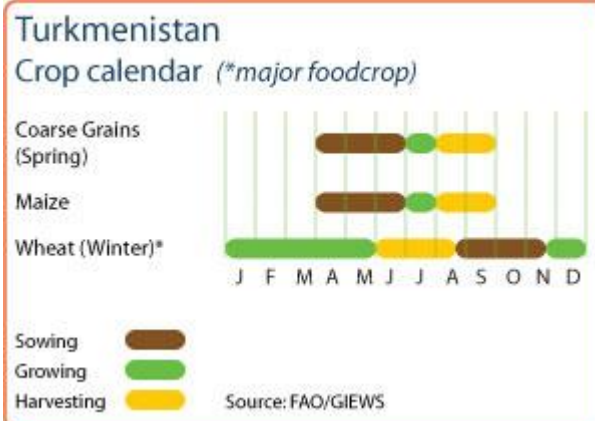 Turkmenistan
Crop calendar (*major foodcrop)
Coarse Grains
(Spring)
Maize
Wheat (Winter)*
J F M A M J J A S O N D
Sowing
Growing
Harvesting
Source: FAO/GIEWS